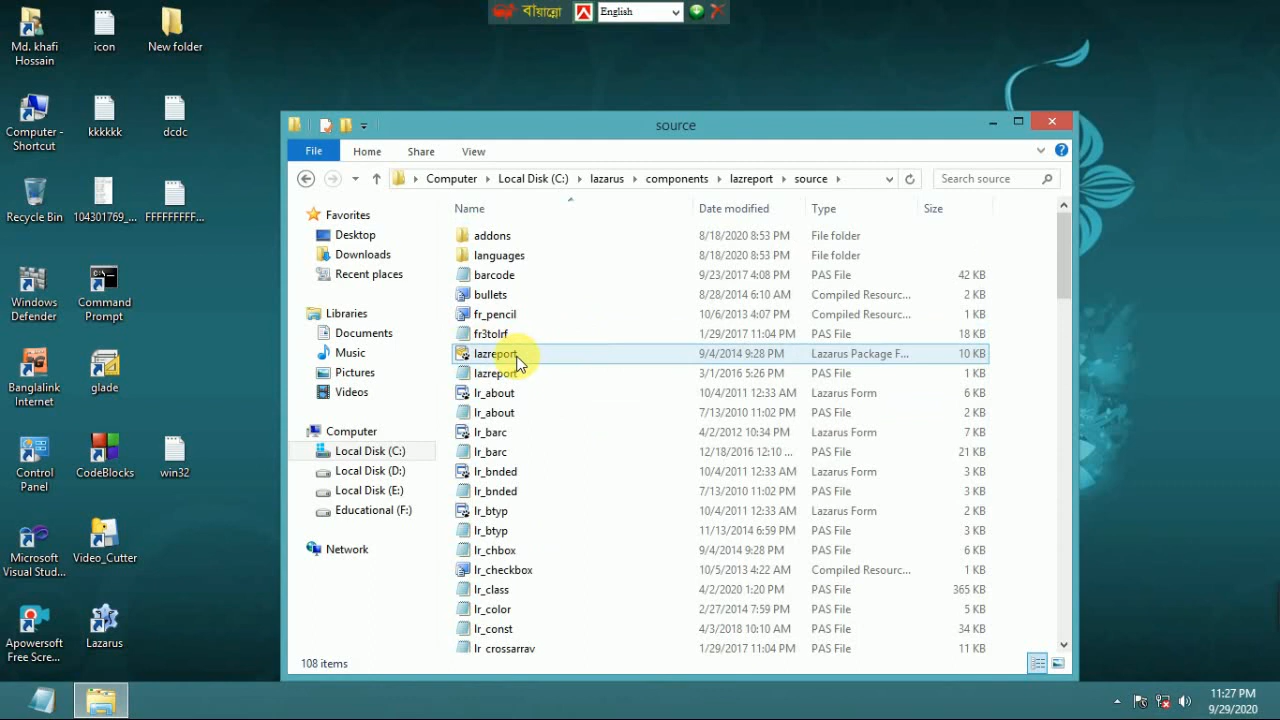 বাঁয়ান্নো
English
Md. khafi Hossain
icon
New folder
Computer - Shortcut
kkkkkk
dcdc
Recycle Bin
104301769_...
FFFFFFFFF...
Windows Defender
Command Prompt
Banglalink Internet
glade
Control Panel
CodeBlocks
win32
Microsoft Visual Stud...
Video_Cutter
Apowersoft Free Scre...
Lazarus
source
File Home Share View
Computer Local Disk (C:) lazarus components lazreport source
Search source
Favorites
Desktop
Downloads
Recent places
Libraries
Documents
Music
Pictures
Videos
Computer
Local Disk (C:)
Local Disk (D:)
Local Disk (E:)
Educational (F:)
Network
Name Date modified Type Size
addons 8/18/2020 8:53 PM File folder
languages 8/18/2020 8:53 PM File folder
barcode 9/23/2017 4:08 PM PAS File 42 KB
bullets 8/28/2014 6:10 AM Compiled Resourc... 2 KB
fr_pencil 10/6/2013 4:07 PM Compiled Resourc... 1 KB
fr3tolrf 1/29/2017 11:04 PM PAS File 18 KB
lazreport 9/4/2014 9:28 PM Lazarus Package F... 10 KB
lazreport 3/1/2016 5:26 PM PAS File 1 KB
lr_about 10/4/2011 12:33 AM Lazarus Form 6 KB
lr_about 7/13/2010 11:02 PM PAS File 2 KB
lr_barc 4/2/2012 10:34 PM Lazarus Form 7 KB
lr_barc 12/18/2016 12:10 ... PAS File 21 KB
lr_bnded 10/4/2011 12:33 AM Lazarus Form 3 KB
lr_bnded 7/13/2010 11:02 PM PAS File 3 KB
lr_btyp 10/4/2011 12:33 AM Lazarus Form 2 KB
lr_btyp 11/13/2014 6:59 PM PAS File 3 KB
lr_chbox 9/4/2014 9:28 PM PAS File 6 KB
lr_checkbox 10/5/2013 4:22 AM Compiled Resourc... 2 KB
lr_class 4/2/2020 1:20 PM PAS File 365 KB
lr_color 2/27/2014 7:59 PM PAS File 5 KB
lr_const 4/3/2018 10:10 AM PAS File 34 KB
lr_crossarray 1/29/2017 11:04 PM PAS File 11 KB
108 items
11:27 PM
9/29/2020